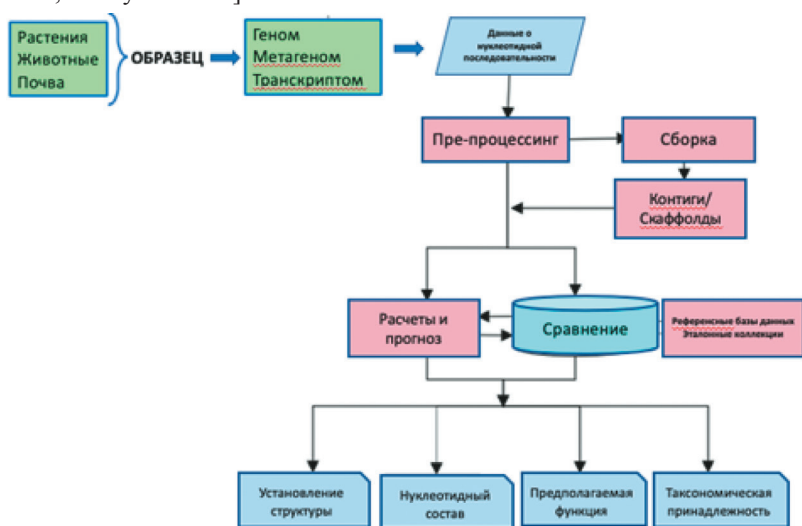 Растения
Животные
Почва
ОБРАЗЕЦ
Геном
Метагеном
Транскриптом
Данные о
нуклеотидной
последовательности
Пре-процессинг
Сборка
Контиги/
Скаффолды
Расчеты и
прогноз
Сравнение
Референсные базы данных
Эталонные коллекции
Установление
структуры
Нуклеотидный
состав
Предполагаемая
функция
Таксономическая
принадлежность